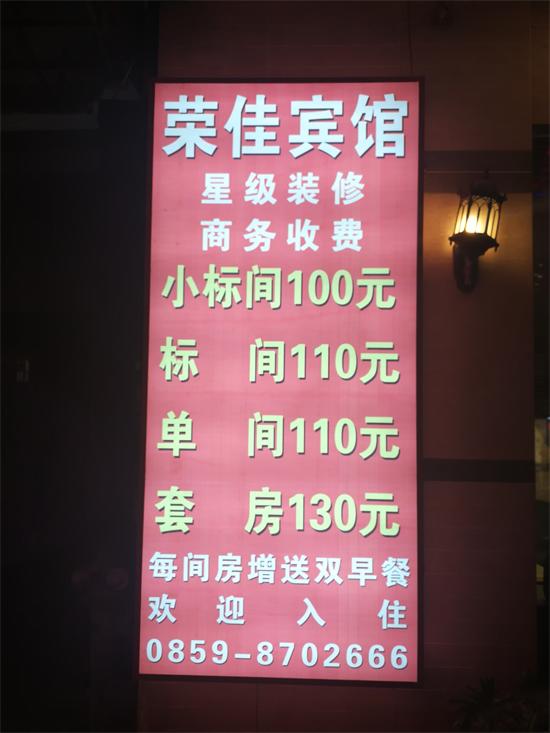 荣佳宾馆
星级装修
商务收费
小标间100元
标 间110元
单 间110元
套 房130元
每间房增送双早餐
欢迎入住
0859-8702666